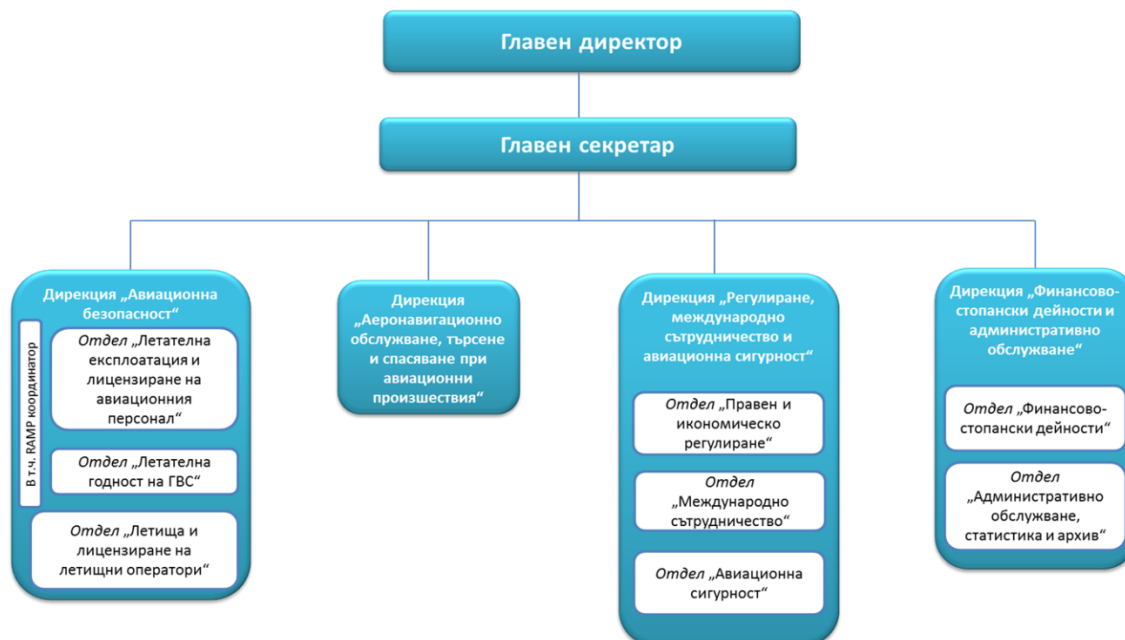 Главен директор
Главен секретар
Дирекция „Авиационна
безопасност“
В т.ч. RAMP координатор
Отдел „Летателна
експлоатация и
лицензиране на
авиационния
персонал“
Отдел „Летателна
годност на ГВС“
Отдел „Летища и
лицензиране на
летищни оператори“
Дирекция
„Аеронавигационно
обслужване, търсене
и спасяване при
авиационни
произшествия“
Дирекция „Регулиране,
международно
сътрудничество и
авиационна сигурност“
Отдел „Правен и
икономическо
регулиране“
Отдел
„Международно
сътрудничество“
Отдел „Авиационна
сигурност“
Дирекция „Финансово-
стопански дейности и
административно
обслужване“
Отдел „Финансово-
стопански дейности“
Отдел
„Административно
обслужване,
статистика и архив“